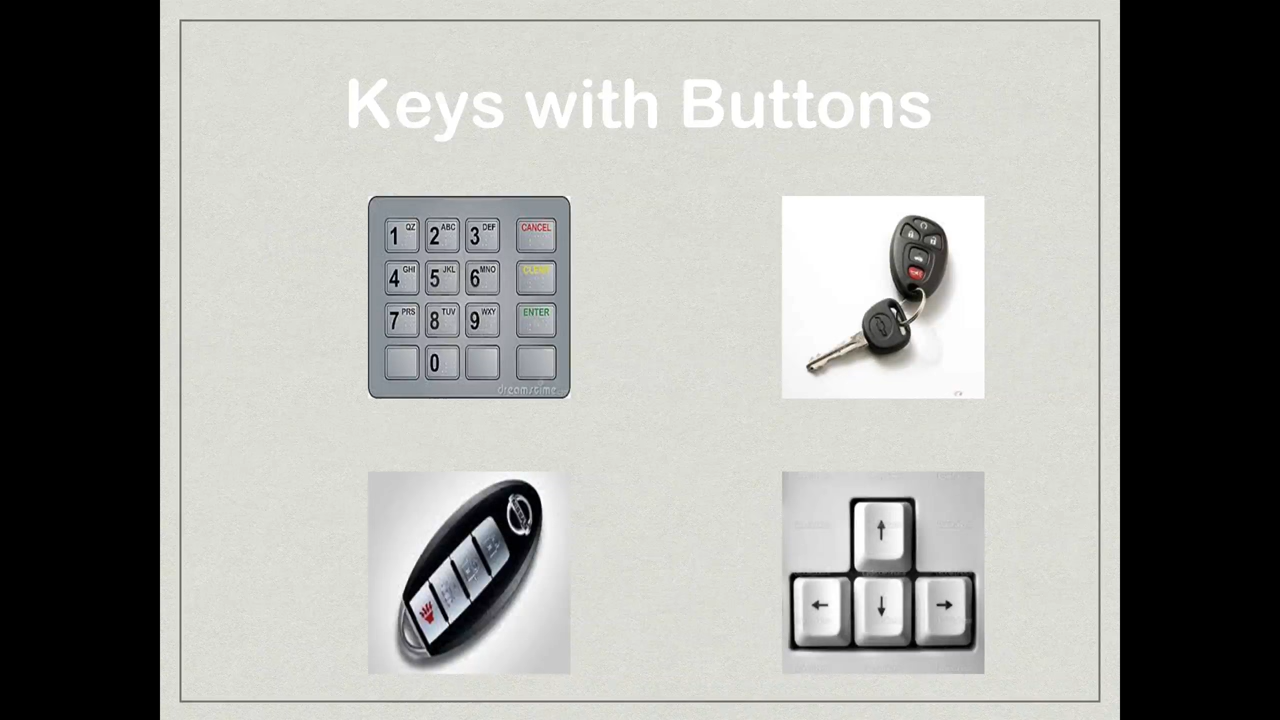 Keys with Buttons
1 QZ 2 ABC 3 DEF CANCEL
4 GHI 5 JKL 6 MNO CLEAR
7 PRS 8 TUV 9 WXY ENTER
0
dreamstime
← ↑ ↓ →